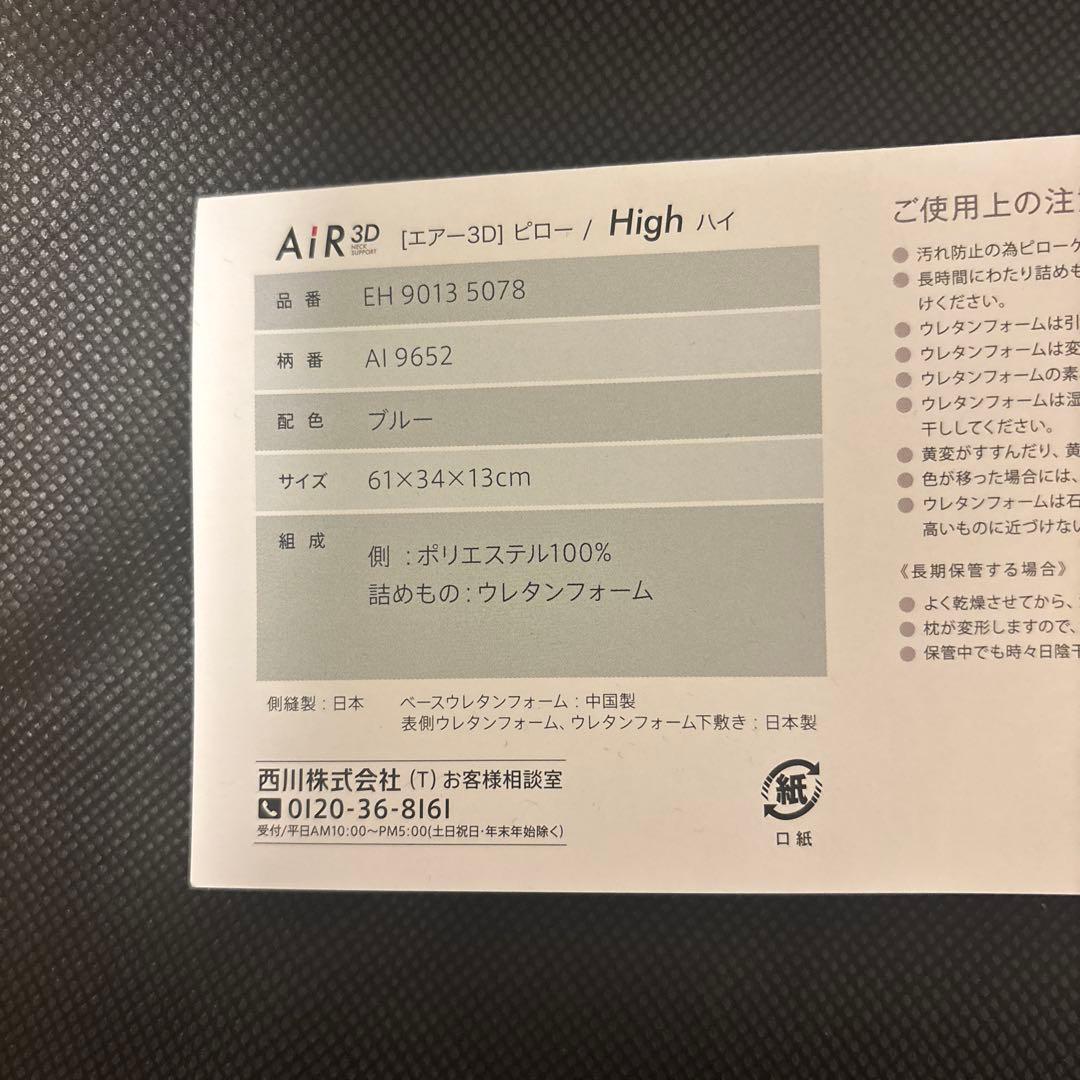 AiR 3D NECK SUPPORT [エアー3D] ピロー / High ハイ
品番 EH 9013 5078
柄番 AI 9652
配色 ブルー
サイズ 61×34×13cm
組成 側 : ポリエステル100%
詰めもの : ウレタンフォーム
側縫製 : 日本 ベースウレタンフォーム : 中国製
表側ウレタンフォーム、ウレタンフォーム下敷き : 日本製
西川株式会社 (T) お客様相談室
0120-36-8161
受付/平日AM10:00~PM5:00(土日祝日・年末年始除く)
紙
口紙
ご使用上の注
● 汚れ防止の為ピローケ
● 長時間にわたり詰めも
けください。
● ウレタンフォームは引
● ウレタンフォームは変
● ウレタンフォームの素
● ウレタンフォームは湿
干ししてください。
● 黄変がすすんだり、黄
● 色が移った場合には、
● ウレタンフォームは石
高いものに近づけない
《長期保管する場合》
● よく乾燥させてから、
● 枕が変形しますので、
● 保管中でも時々日陰干